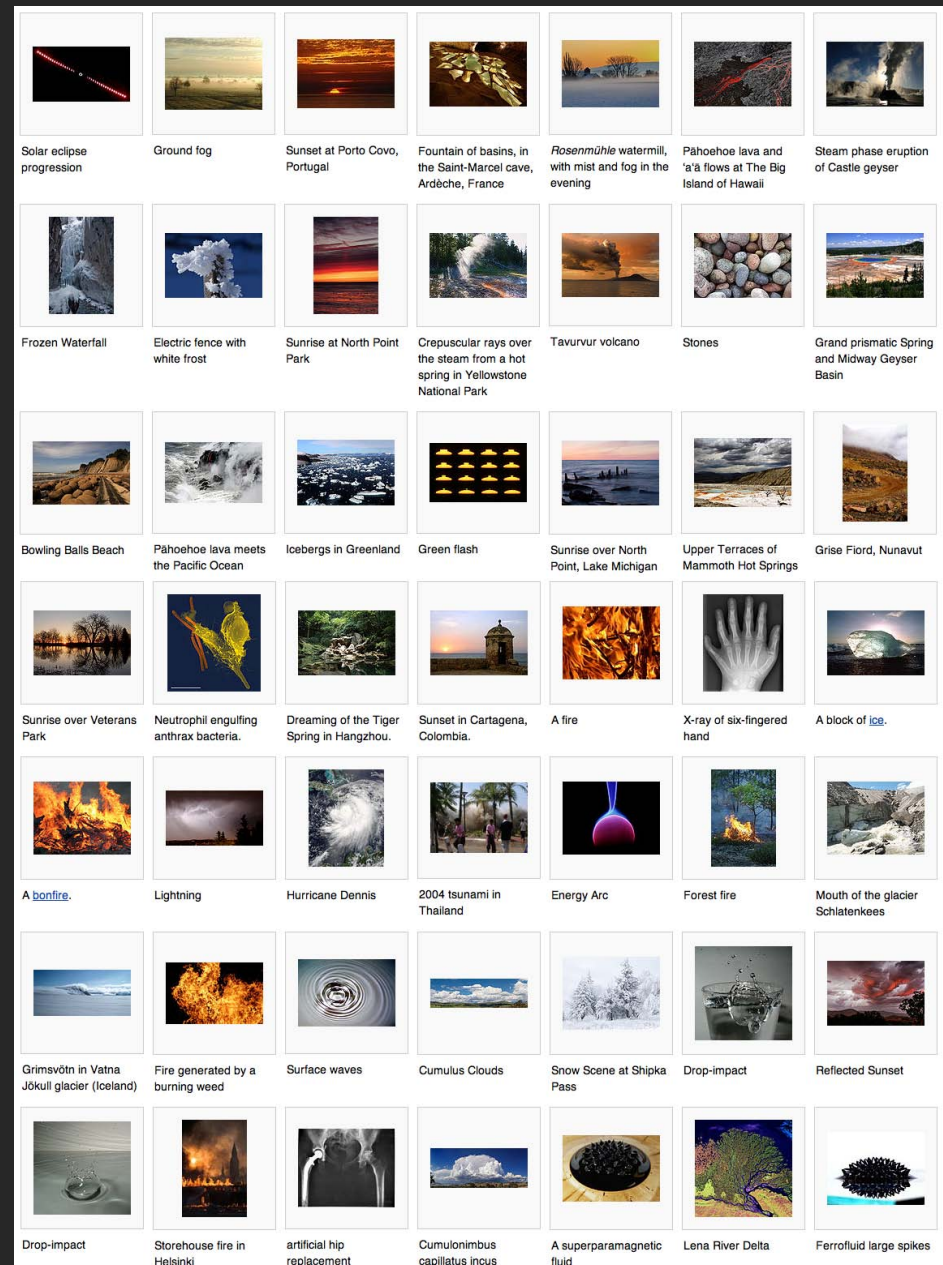 Solar eclipse
progression
Ground fog
Sunset at Porto Covo,
Portugal
Fountain of basins, in
the Saint-Marcel cave,
Ardèche, France
Rosenmühle watermill,
with mist and fog in the
evening
Pāhoehoe lava and
ʻaʻā flows at The Big
Island of Hawaii
Steam phase eruption
of Castle geyser
Frozen Waterfall
Electric fence with
white frost
Sunrise at North Point
Park
Crepuscular rays over
the steam from a hot
spring in Yellowstone
National Park
Tavurvur volcano
Stones
Grand prismatic Spring
and Midway Geyser
Basin
Bowling Balls Beach
Pāhoehoe lava meets
the Pacific Ocean
Icebergs in Greenland
Green flash
Sunrise over North
Point, Lake Michigan
Upper Terraces of
Mammoth Hot Springs
Grise Fiord, Nunavut
Sunrise over Veterans
Park
Neutrophil engulfing
anthrax bacteria.
Dreaming of the Tiger
Spring in Hangzhou.
Sunset in Cartagena,
Colombia.
A fire
X-ray of six-fingered
hand
A block of ice.
A bonfire.
Lightning
Hurricane Dennis
2004 tsunami in
Thailand
Energy Arc
Forest fire
Mouth of the glacier
Schlatenkees
Grimsvötn in Vatna
Jökull glacier (Iceland)
Fire generated by a
burning weed
Surface waves
Cumulus Clouds
Snow Scene at Shipka
Pass
Drop-impact
Reflected Sunset
Drop-impact
Storehouse fire in
Helsinki
artificial hip
replacement
Cumulonimbus
capillatus incus
A superparamagnetic
fluid
Lena River Delta
Ferrofluid large spikes